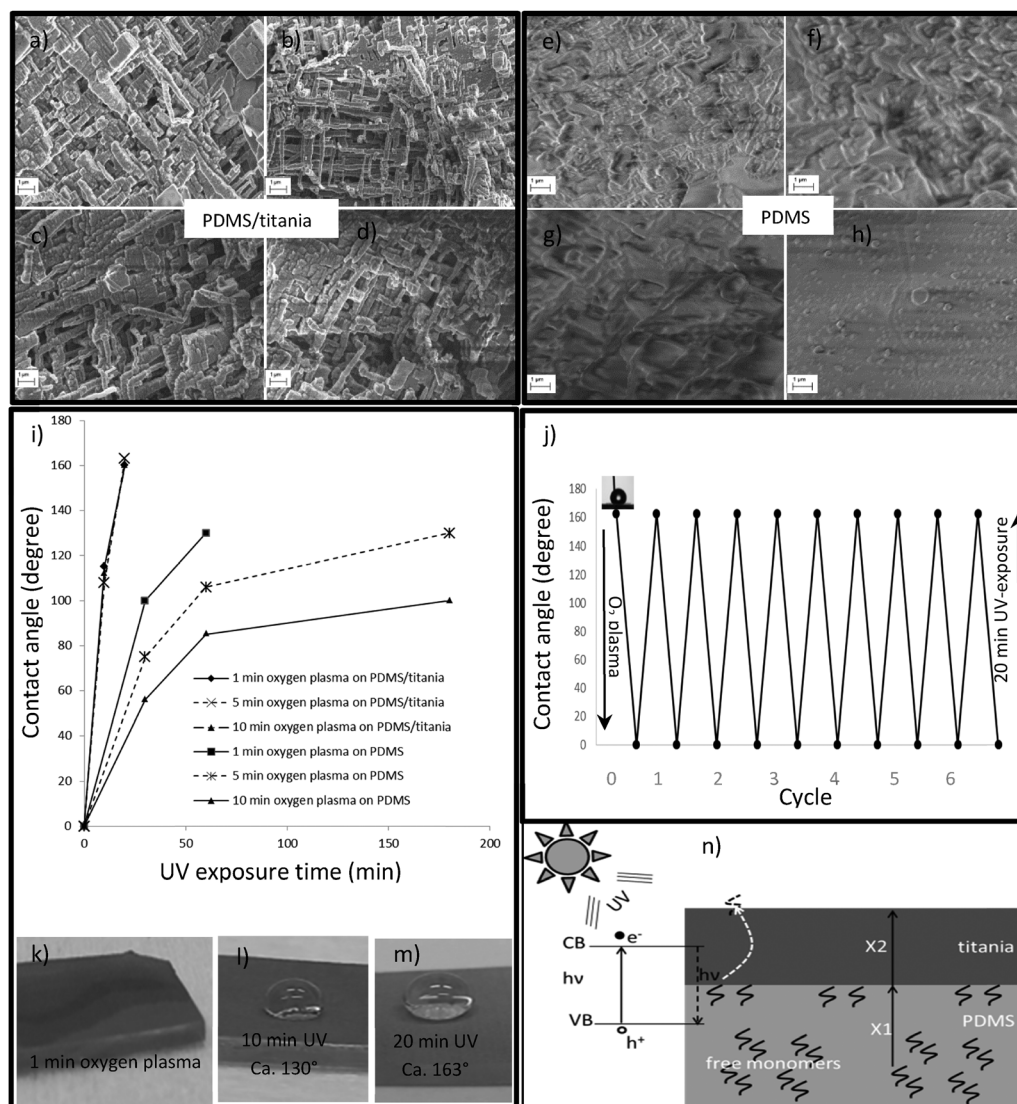 a)
b)
1 µm
1 µm
PDMS/titania
c)
d)
1 µm
1 µm
e)
f)
1 µm
1 µm
PDMS
g)
h)
1 µm
1 µm
i)
Contact angle (degree)
180
160
140
120
100
80
60
40
20
0
1 min oxygen plasma on PDMS/titania
5 min oxygen plasma on PDMS/titania
10 min oxygen plasma on PDMS/titania
1 min oxygen plasma on PDMS
5 min oxygen plasma on PDMS
10 min oxygen plasma on PDMS
0 50 100 150 200
UV exposure time (min)
j)
Contact angle (degree)
180
160
140
120
100
80
60
40
20
0
O₂ plasma
20 min UV-exposure
0 1 2 3 4 5 6
Cycle
k)
1 min oxygen plasma
l)
10 min UV
Ca. 130°
m)
20 min UV
Ca. 163°
n)
UV
CB
e-
hν
hν
VB
h+
X2
titania
X1
PDMS
free monomers